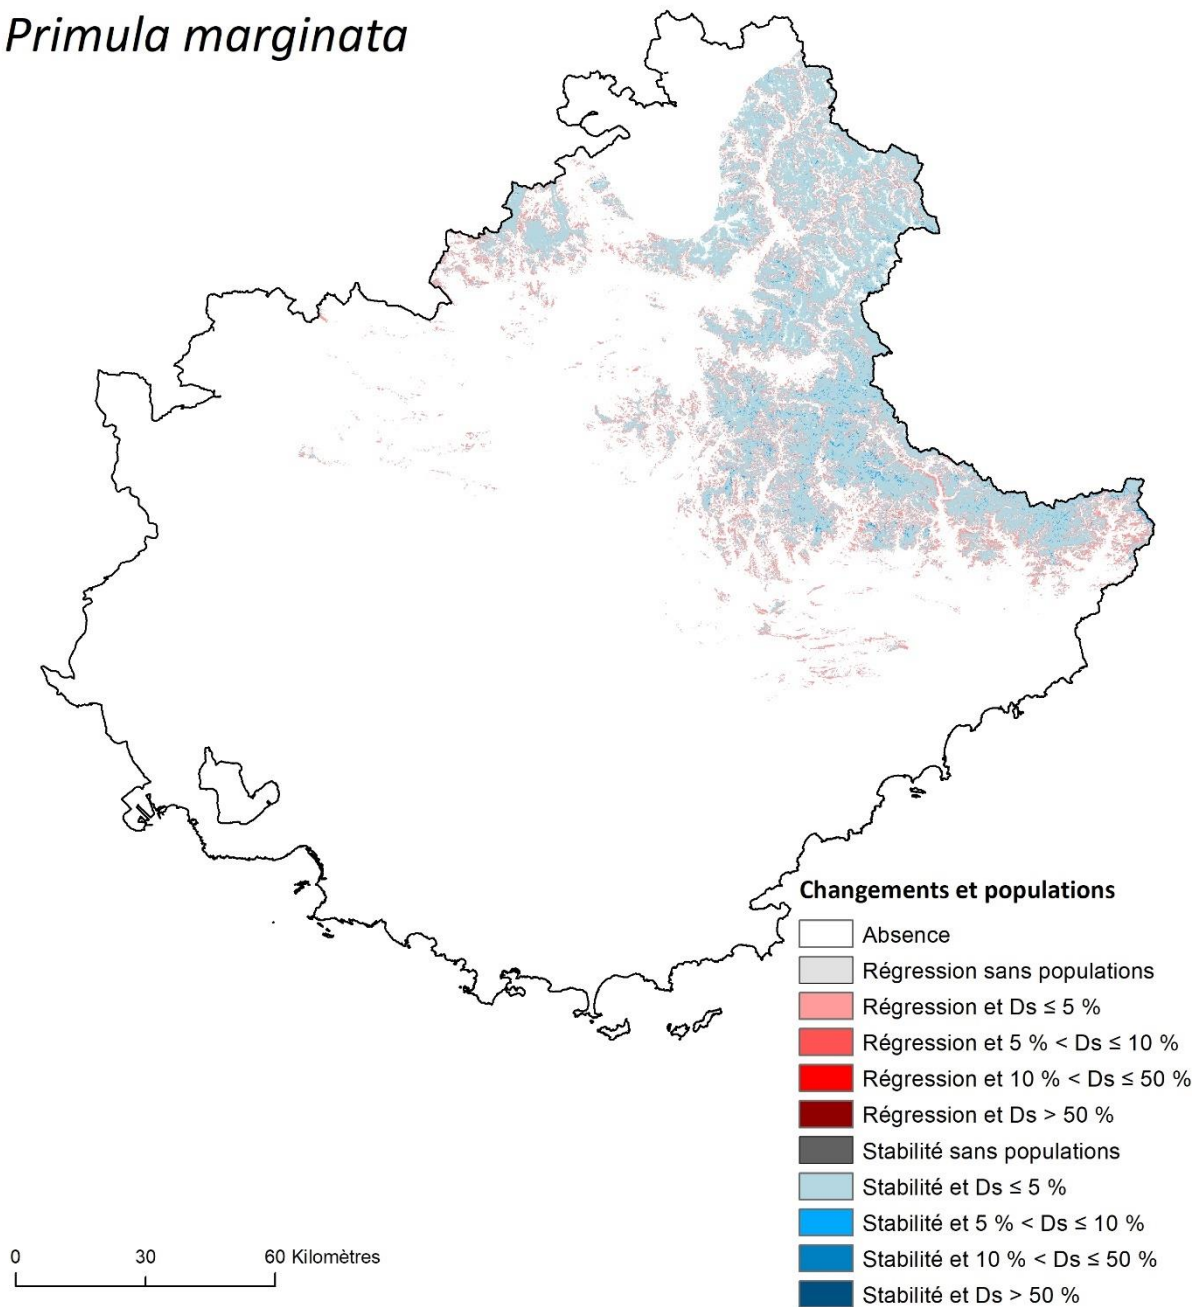 Primula marginata
Changements et populations
Absence
Régression sans populations
Régression et Ds ≤ 5 %
Régression et 5 % < Ds ≤ 10 %
Régression et 10 % < Ds ≤ 50 %
Régression et Ds > 50 %
Stabilité sans populations
Stabilité et Ds ≤ 5 %
Stabilité et 5 % < Ds ≤ 10 %
Stabilité et 10 % < Ds ≤ 50 %
Stabilité et Ds > 50 %
0 30 60 Kilomètres